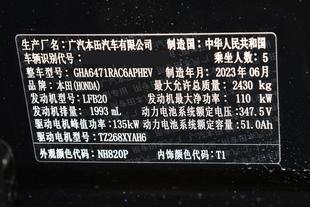 生产厂名: 广汽本田汽车有限公司 制造国: 中华人民共和国
车辆识别代号: 乘坐人数: 5
整车型号: GHA6471RAC6APHEV 制造年月: 2023年06月
品牌: 本田(HONDA) 最大允许总质量: 2430 kg
发动机型号: LFB20 发动机最大净功率: 110 kW
发动机排量: 1993 mL 动力电池系统额定电压: 347.5V
驱动电机峰值功率:135kW 动力电池系统额定容量: 51.0Ah
驱动电机型号: TZ268XYAH6
外观颜色代码: NH820P 内饰颜色代码: T1